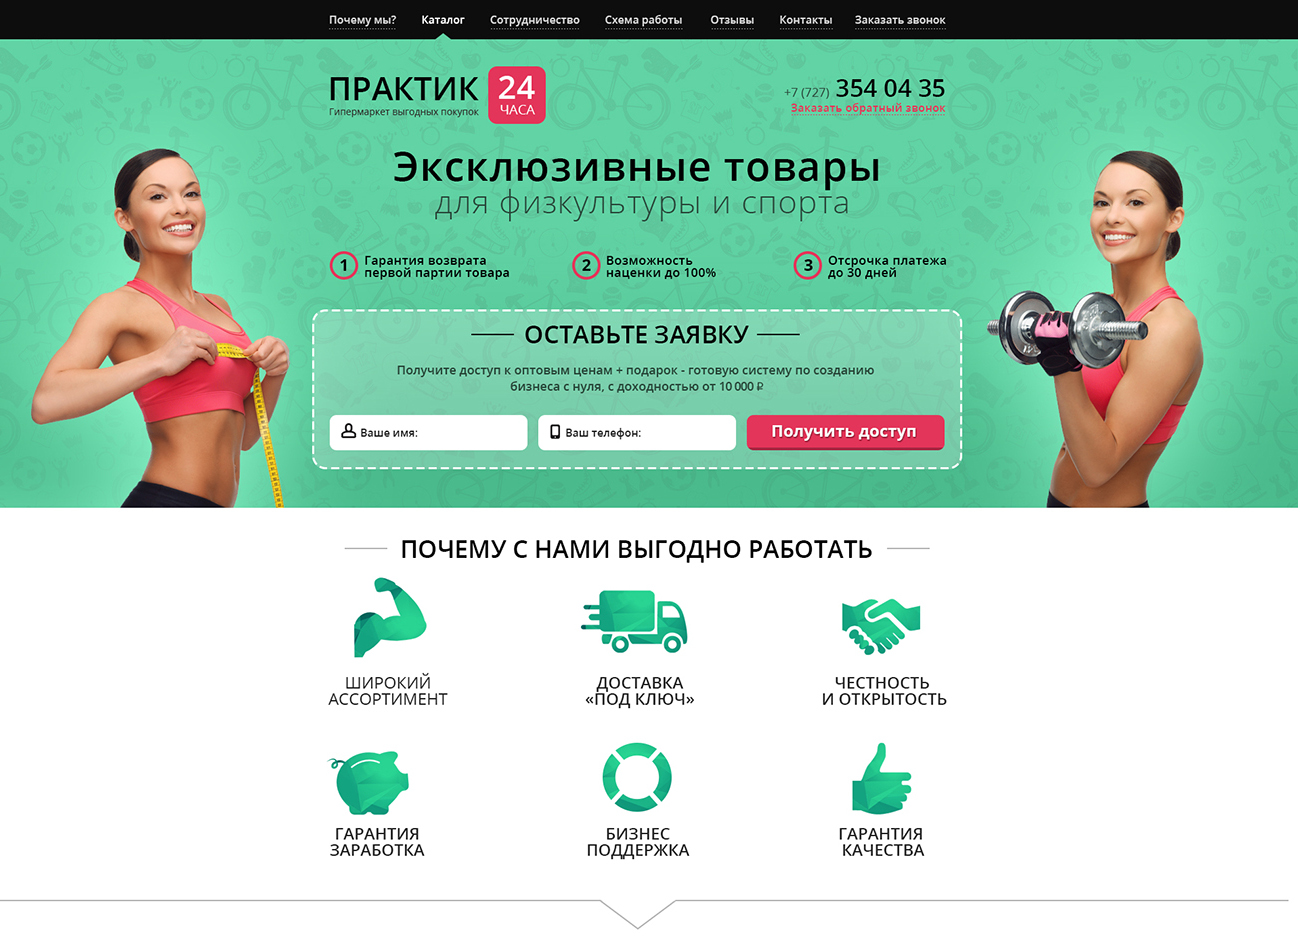 Почему мы? Каталог Сотрудничество Схема работы Отзывы Контакты Заказать звонок
ПРАКТИК 24 ЧАСА
Гипермаркет выгодных покупок
+7 (727) 354 04 35
Заказать обратный звонок
Эксклюзивные товары
для физкультуры и спорта
1 Гарантия возврата
первой партии товара
2 Возможность
наценки до 100%
3 Отсрочка платежа
до 30 дней
ОСТАВЬТЕ ЗАЯВКУ
Получите доступ к оптовым ценам + подарок - готовую систему по созданию
бизнеса с нуля, с доходностью от 10 000 ₽
Ваше имя: Ваш телефон: Получить доступ
ПОЧЕМУ С НАМИ ВЫГОДНО РАБОТАТЬ
ШИРОКИЙ
АССОРТИМЕНТ
ДОСТАВКА
«ПОД КЛЮЧ»
ЧЕСТНОСТЬ
И ОТКРЫТОСТЬ
ГАРАНТИЯ
ЗАРАБОТКА
БИЗНЕС
ПОДДЕРЖКА
ГАРАНТИЯ
КАЧЕСТВА